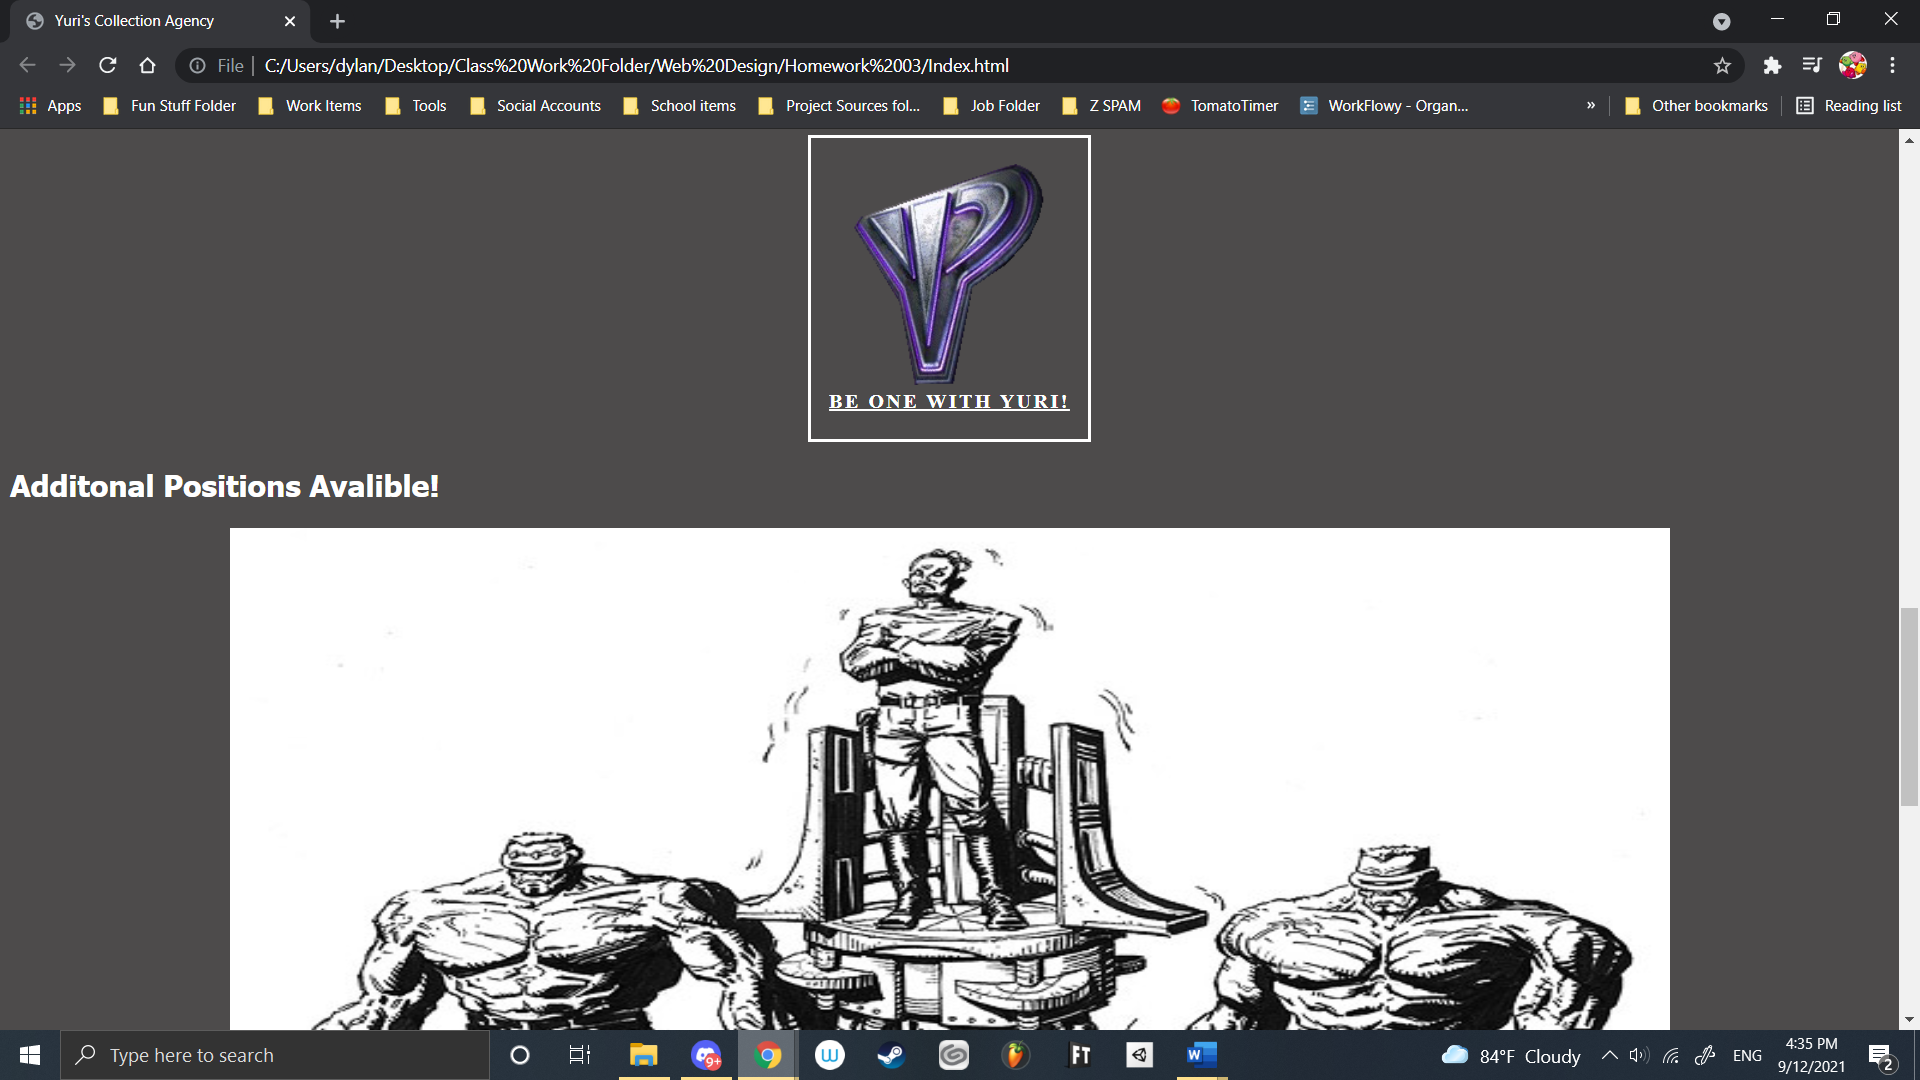 Yuri's Collection Agency
File C:/Users/dylan/Desktop/Class%20Work%20Folder/Web%20Design/Homework%2003/Index.html
Apps Fun Stuff Folder Work Items Tools Social Accounts School items Project Sources fol... Job Folder Z SPAM TomatoTimer WorkFlowy - Organ... » Other bookmarks Reading list
BE ONE WITH YURI!
Additonal Positions Avalible!
Type here to search
9+
FT
84°F Cloudy
ENG
4:35 PM
9/12/2021
2